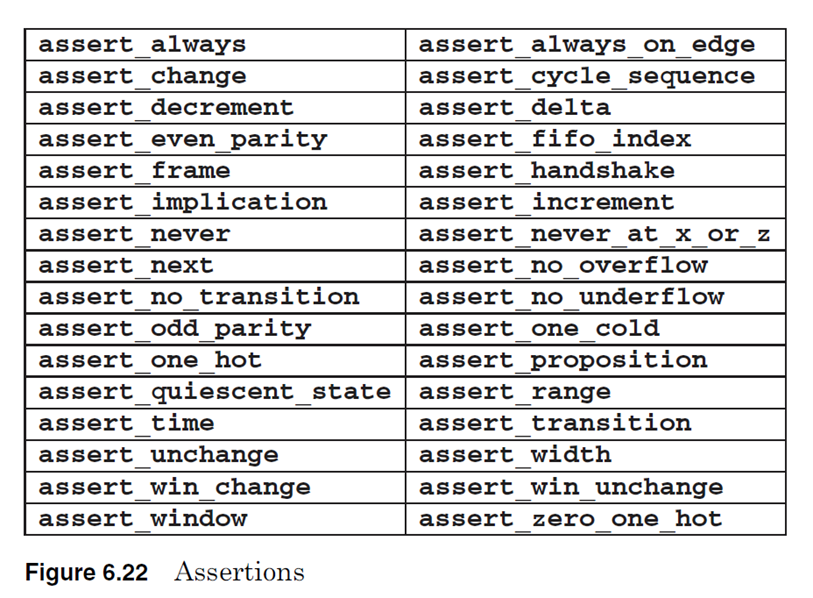 assert_always assert_always_on_edge
assert_change assert_cycle_sequence
assert_decrement assert_delta
assert_even_parity assert_fifo_index
assert_frame assert_handshake
assert_implication assert_increment
assert_never assert_never_at_x_or_z
assert_next assert_no_overflow
assert_no_transition assert_no_underflow
assert_odd_parity assert_one_cold
assert_one_hot assert_proposition
assert_quiescent_state assert_range
assert_time assert_transition
assert_unchange assert_width
assert_win_change assert_win_unchange
assert_window assert_zero_one_hot
Figure 6.22 Assertions